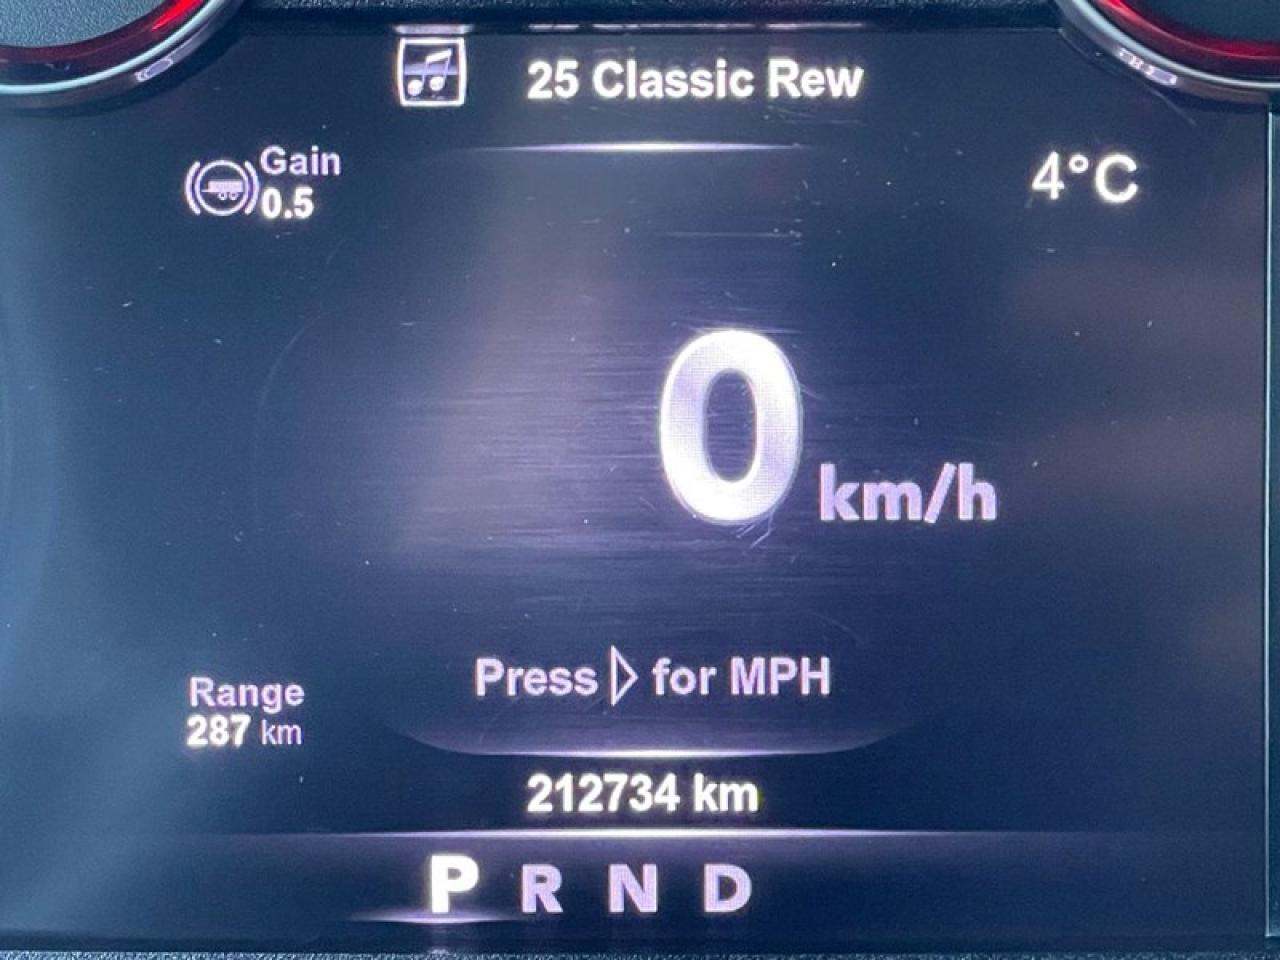 25 Classic Rew
Gain
0.5
4°C
0 km/h
Press ▷ for MPH
Range
287 km
212734 km
P R N D